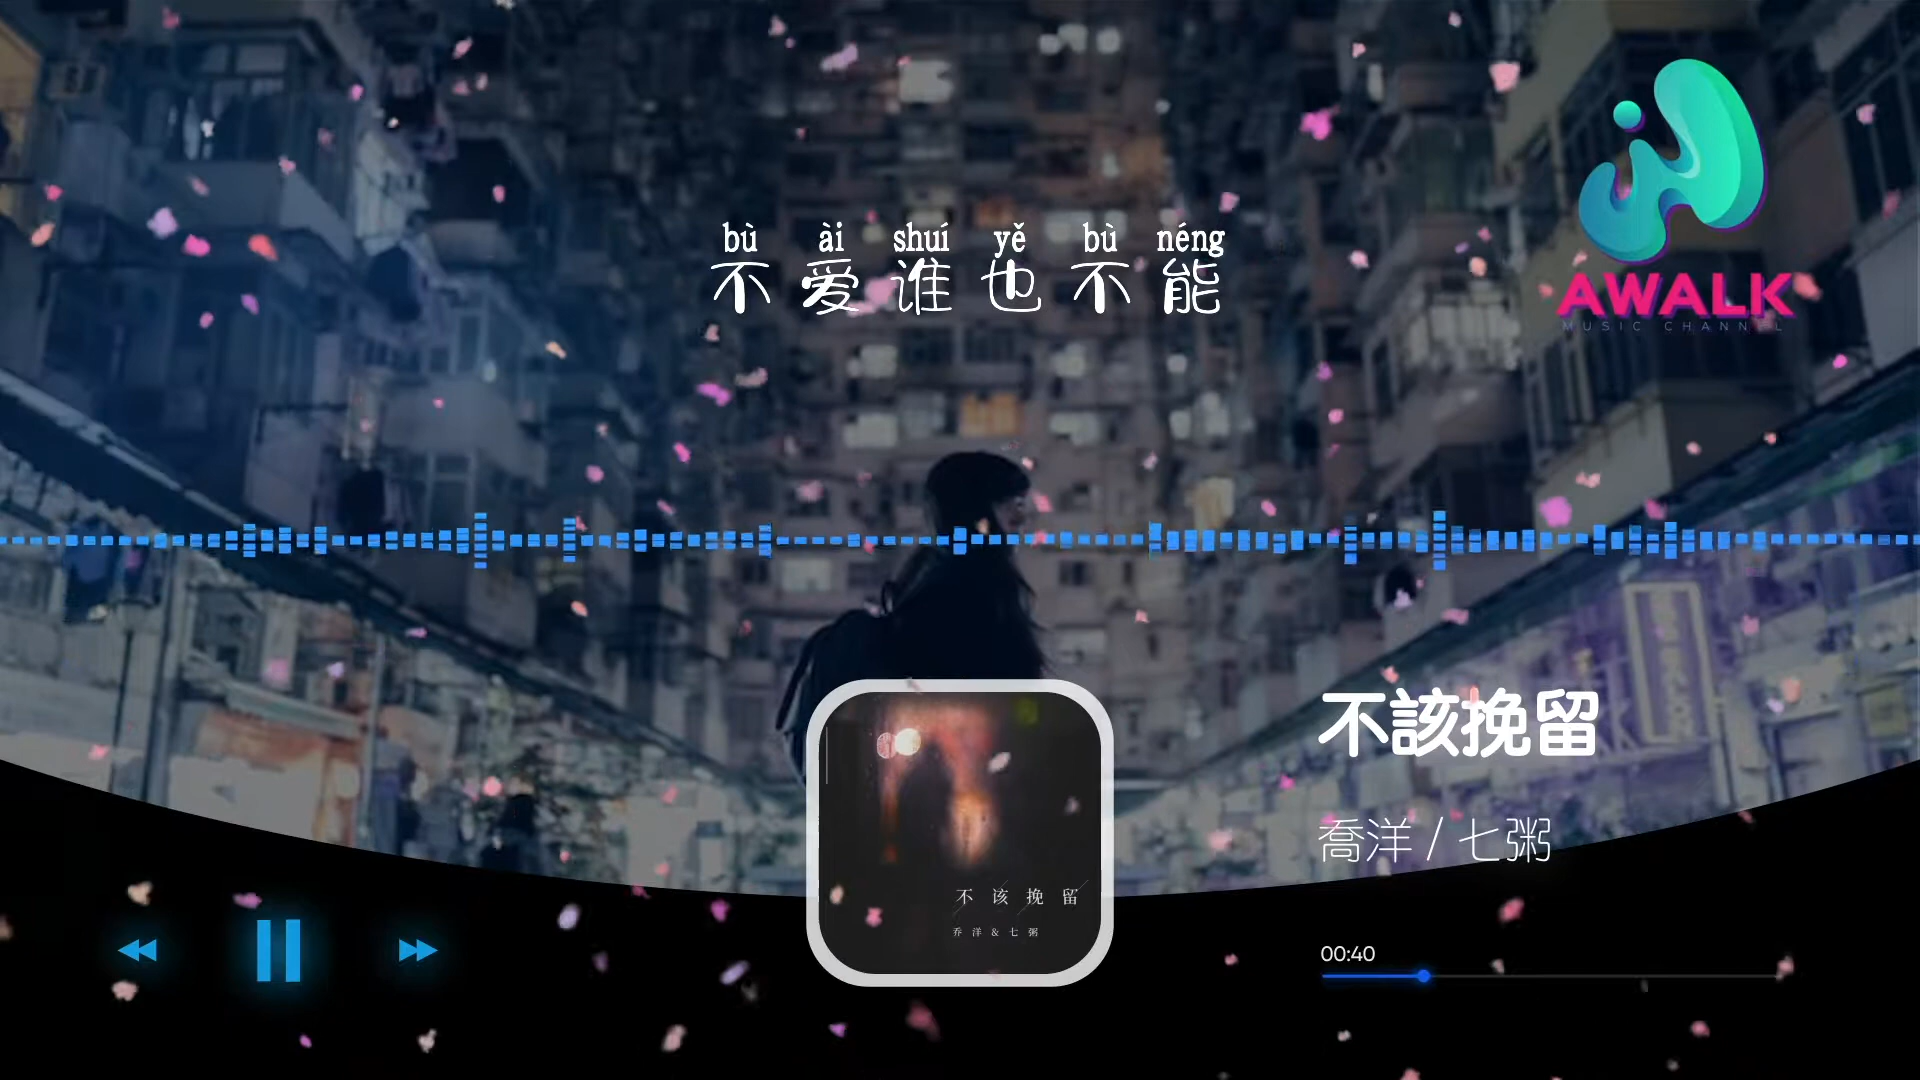 bù ài shuí yě bù néng
不爱谁也不能
AWALK
MUSIC CHANNEL
不該挽留
喬洋 / 七粥
不该挽留
乔洋&七粥
00:40